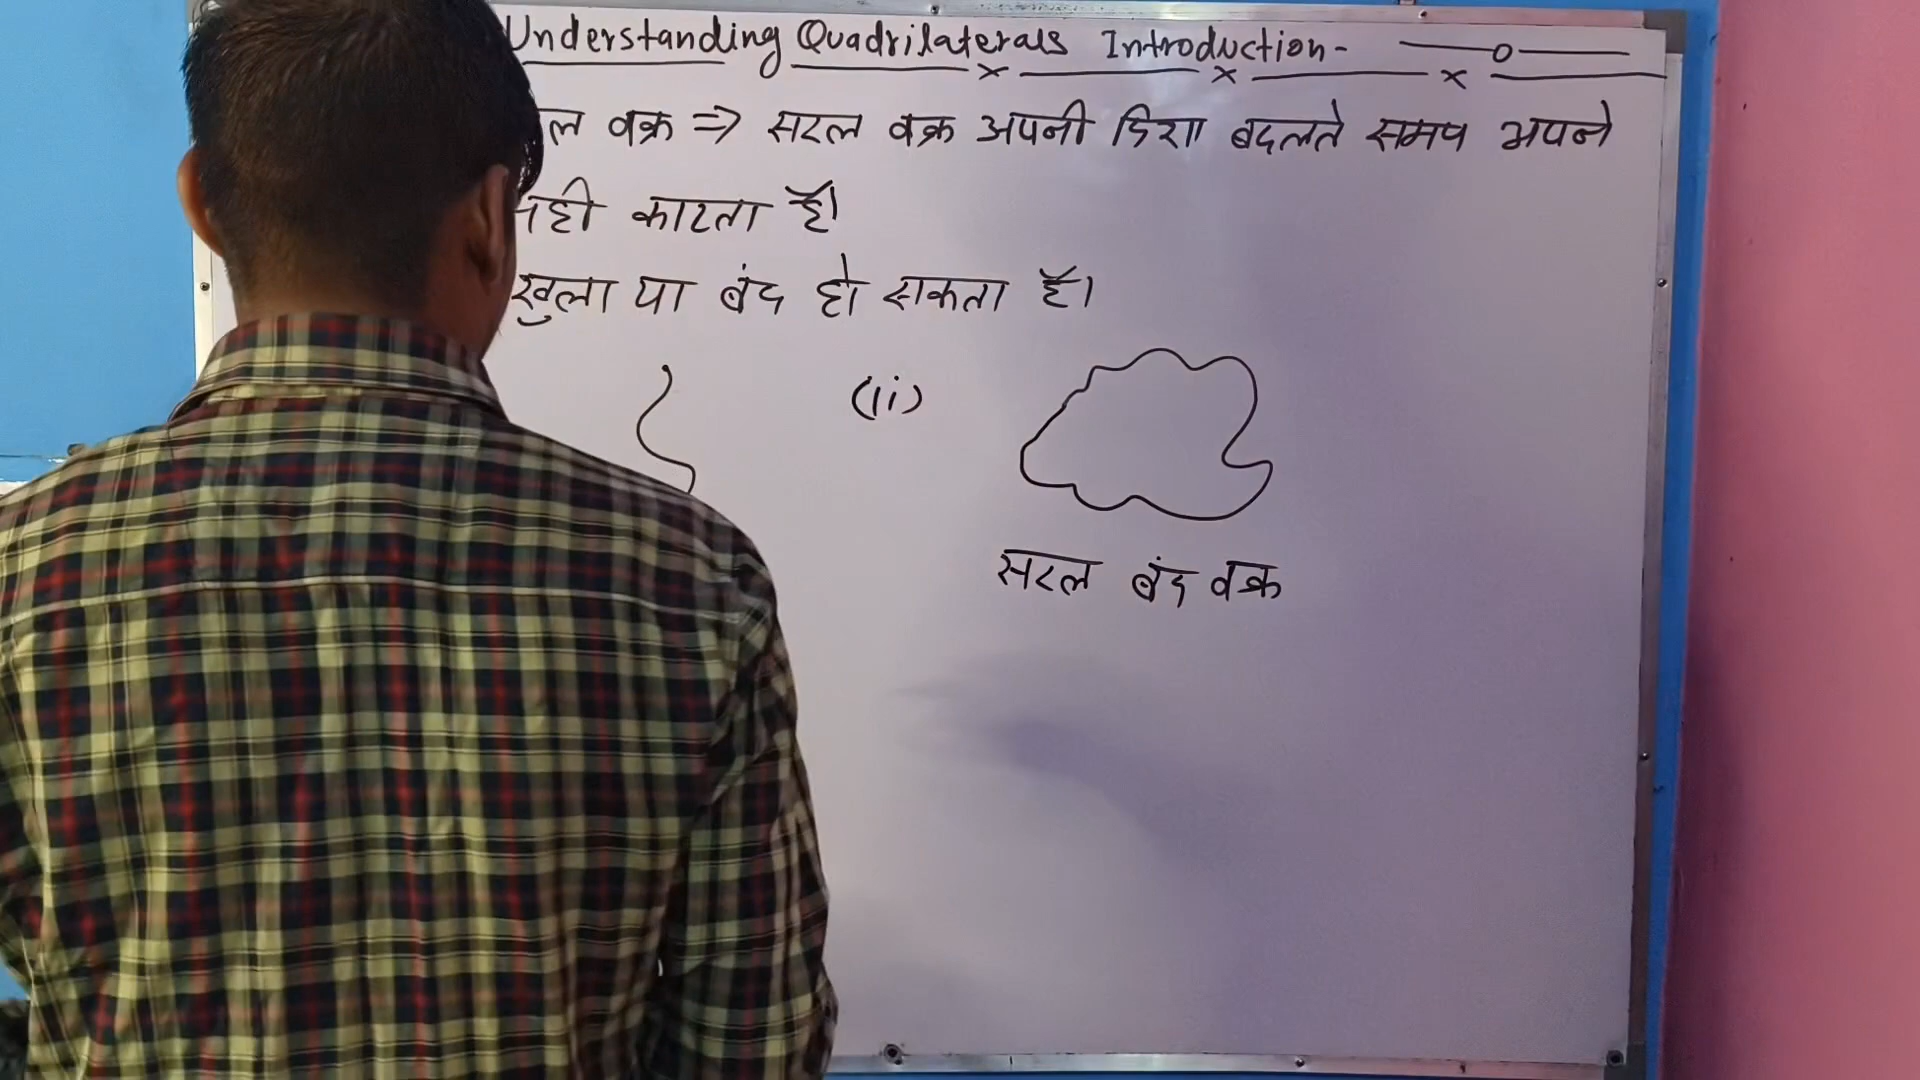 Understanding Quadrilaterals Introduction-
ल वक्र ⇒ सरल वक्र अपनी दिशा बदलते समय अपने
नही काटता है।
खुला या बंद हो सकता है।
(ii)
सरल बंद वक्र